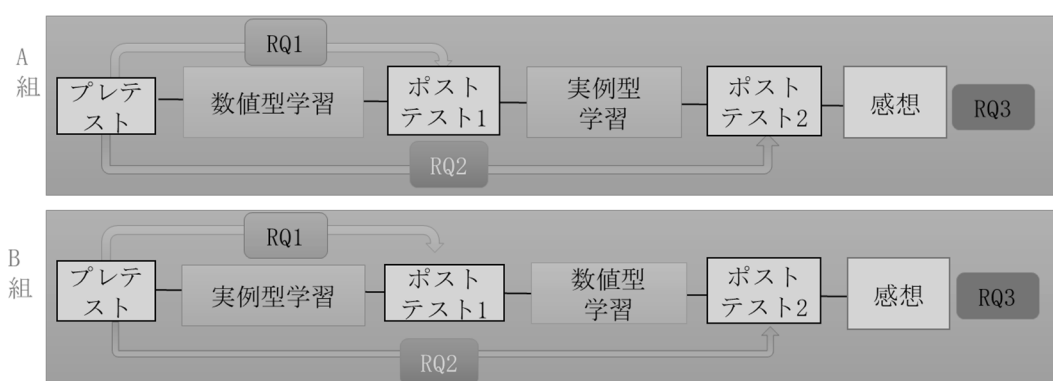 A
組
RQ1
プレテ
スト
数値型学習
ポスト
テスト1
実例型
学習
ポスト
テスト2
感想
RQ3
RQ2
B
組
RQ1
プレテ
スト
実例型学習
ポスト
テスト1
数値型
学習
ポスト
テスト2
感想
RQ3
RQ2